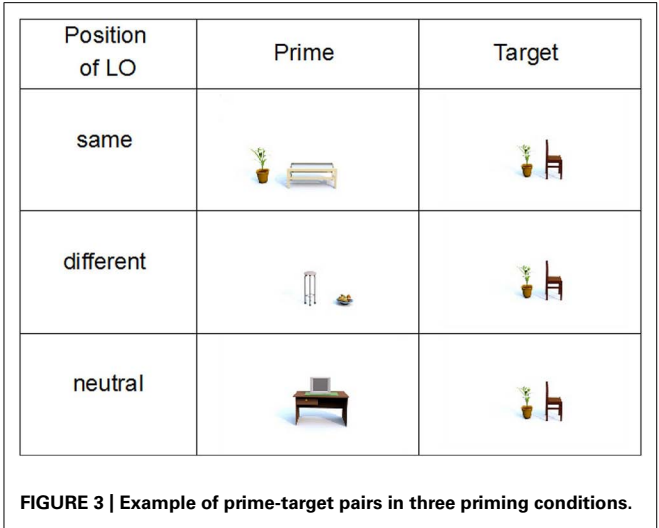 Position
of LO
Prime
Target
same
different
neutral
FIGURE 3 | Example of prime-target pairs in three priming conditions.